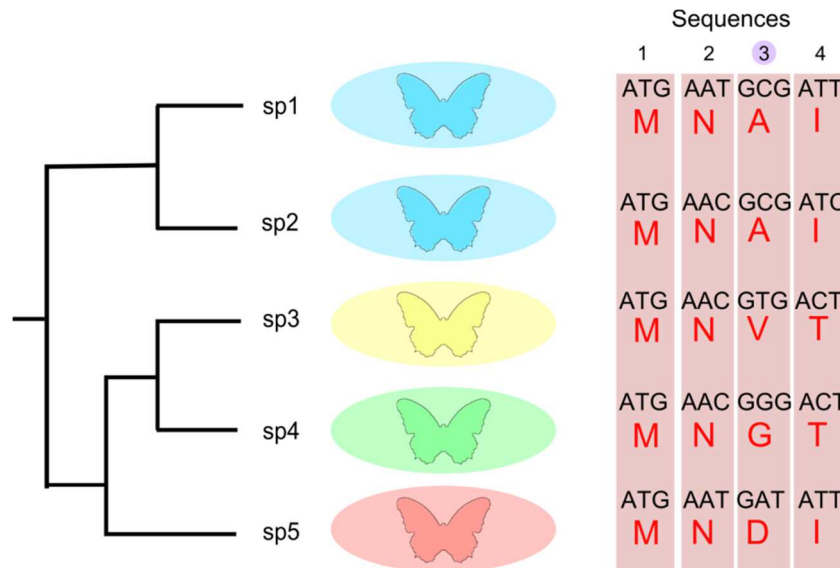 Sequences
1 2 3 4
ATG AAT GCG ATT
sp1
M N A I
ATG AAC GCG ATC
sp2
M N A I
ATG AAC GTG ACT
sp3
M N V T
ATG AAC GGG ACT
sp4
M N G T
ATG AAT GAT ATT
sp5
M N D I